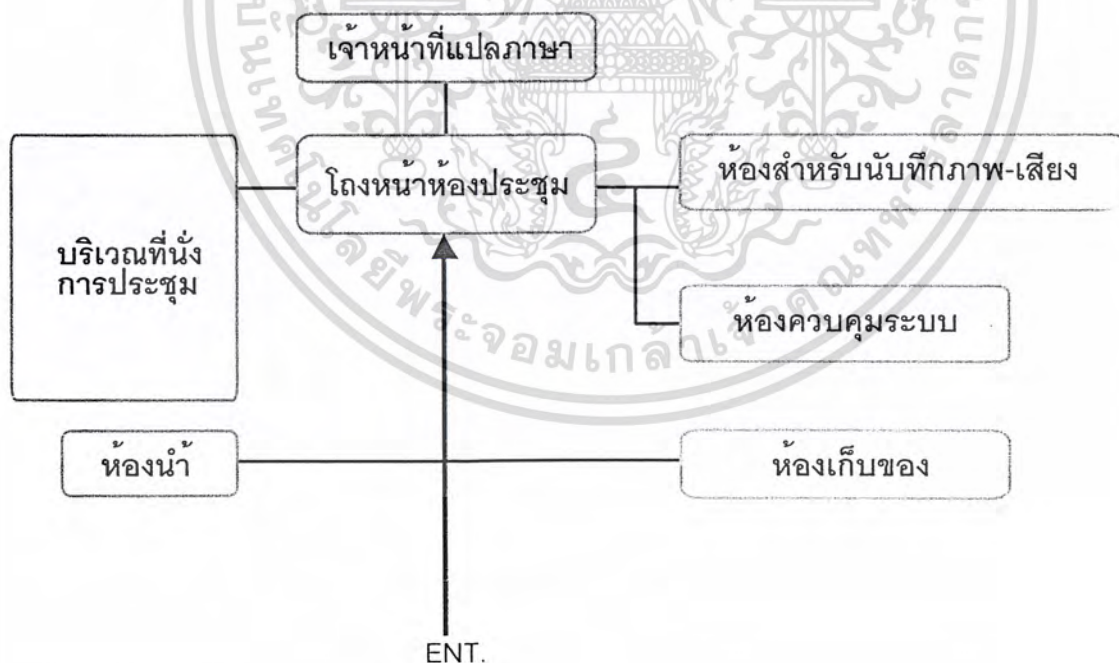 เจ้าหน้าที่แปลภาษา
โถงหน้าห้องประชุม
ห้องสำหรับนับทึกภาพ-เสียง
บริเวณที่นั่ง
การประชุม
ห้องควบคุมระบบ
ห้องน้ำ
ห้องเก็บของ
ENT.